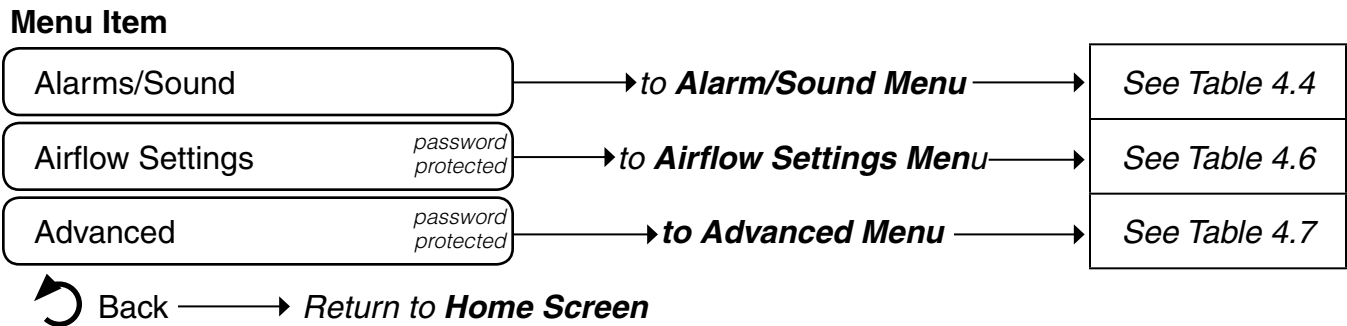 Menu Item
Alarms/Sound to Alarm/Sound Menu See Table 4.4
Airflow Settings password protected to Airflow Settings Menu See Table 4.6
Advanced password protected to Advanced Menu See Table 4.7
Back Return to Home Screen